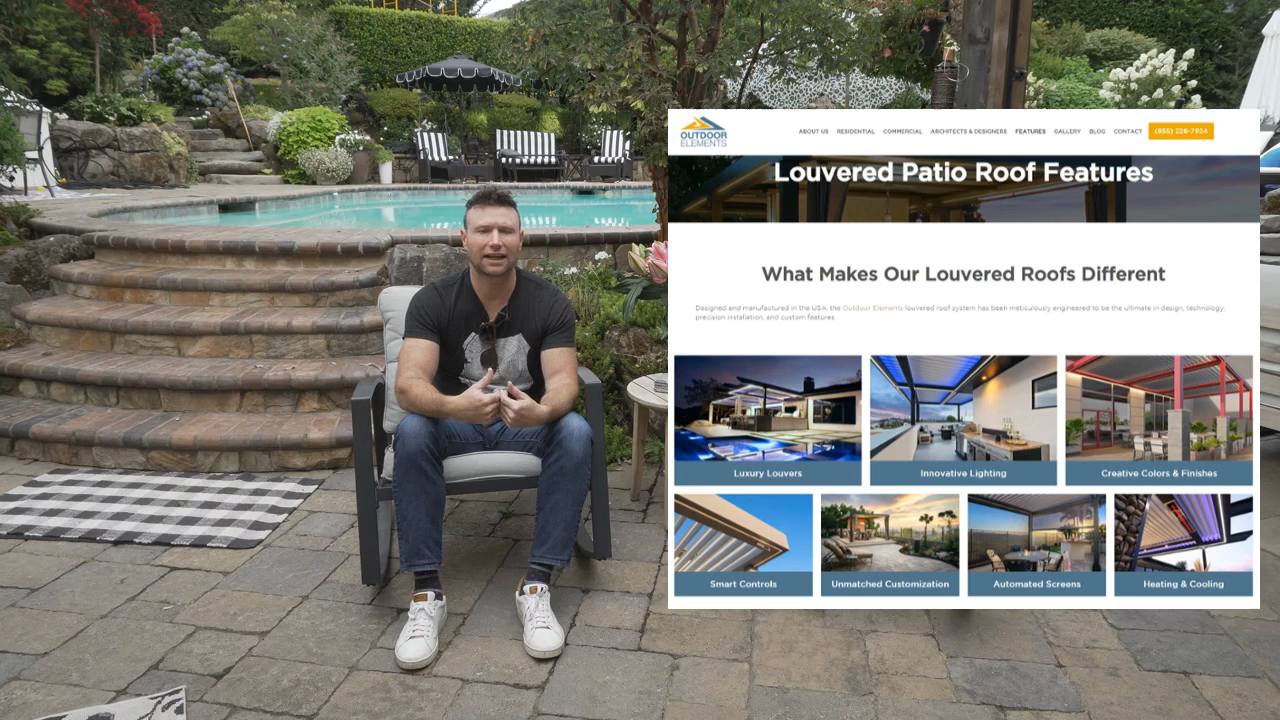 OUTDOOR
ELEMENTS
ABOUT US RESIDENTIAL COMMERCIAL ARCHITECTS & DESIGNERS FEATURES GALLERY BLOG CONTACT (855) 226-7924
Louvered Patio Roof Features
What Makes Our Louvered Roofs Different
Designed and manufactured in the USA, the Outdoor Elements louvered roof system has been meticulously engineered to be the ultimate in design, technology,
precision installation, and custom features.
Luxury Louvers
Innovative Lighting
Creative Colors & Finishes
Smart Controls
Unmatched Customization
Automated Screens
Heating & Cooling